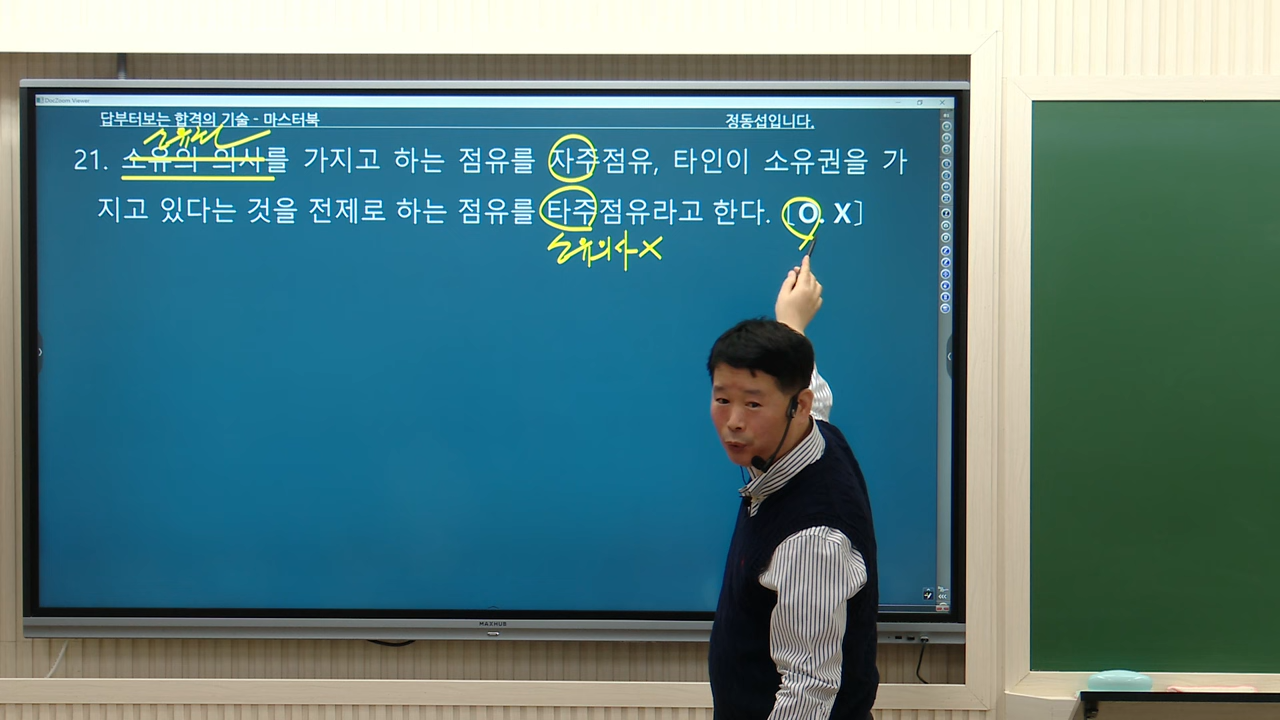 DocZoom Viewer
답부터보는 합격의 기술 - 마스터북 정동섭입니다.
21. 소유의 의사를 가지고 하는 점유를 자주점유, 타인이 소유권을 가
지고 있다는 것을 전제로 하는 점유를 타주점유라고 한다. [O. X]
소유의사X
MAXHUB